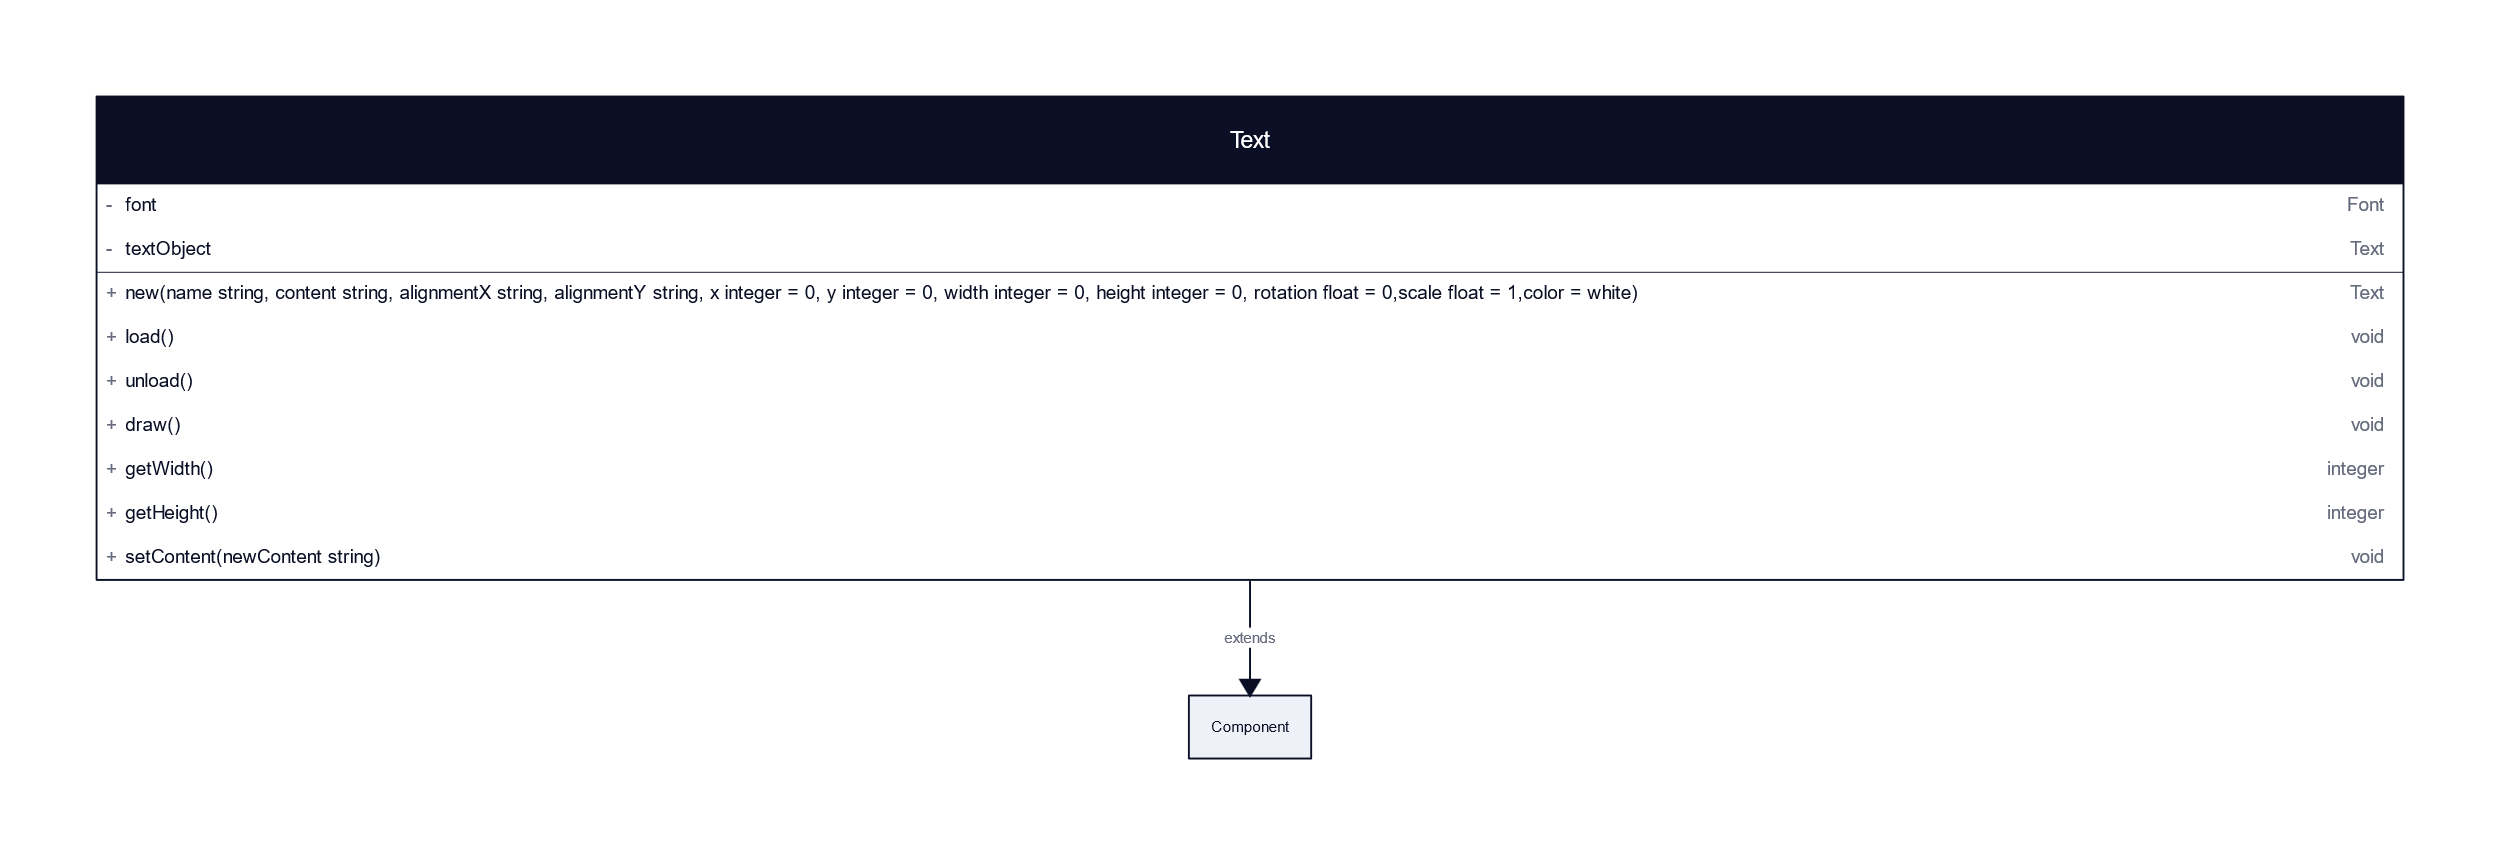 Text
- font Font
- textObject Text
+ new(name string, content string, alignmentX string, alignmentY string, x integer = 0, y integer = 0, width integer = 0, height integer = 0, rotation float = 0,scale float = 1,color = white) Text
+ load() void
+ unload() void
+ draw() void
+ getWidth() integer
+ getHeight() integer
+ setContent(newContent string) void
extends
Component